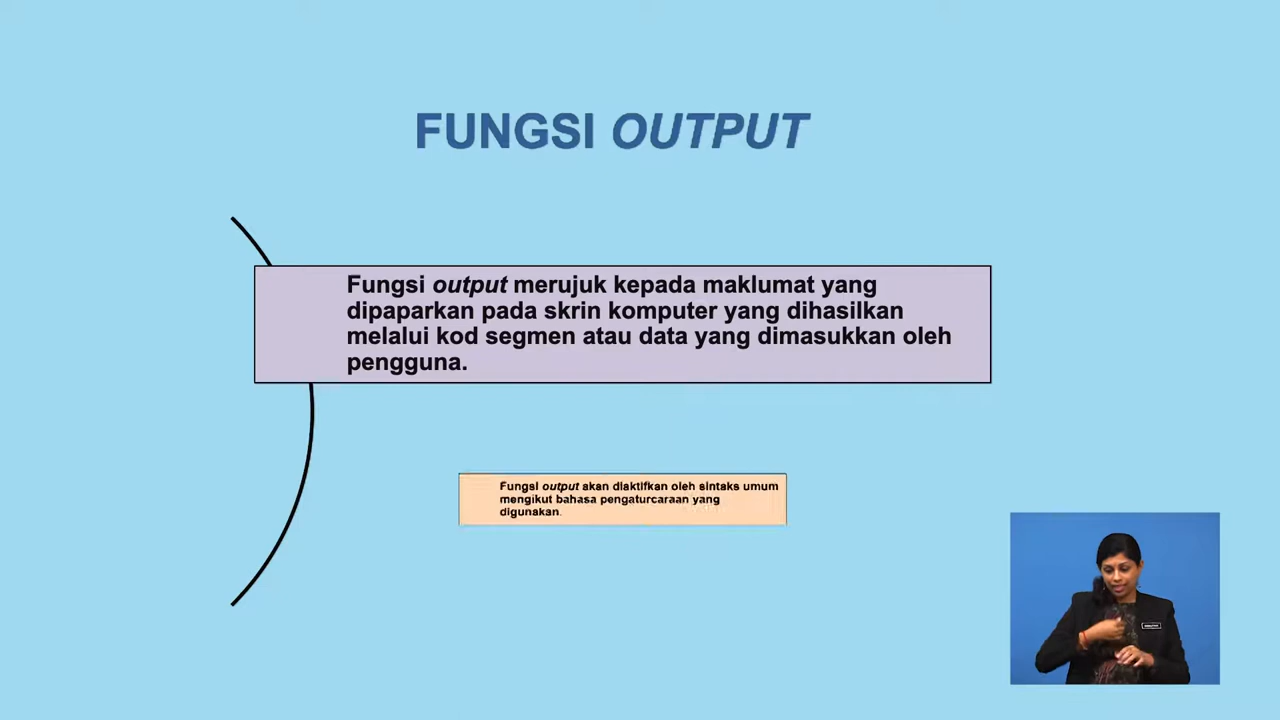 FUNGSI OUTPUT
Fungsi output merujuk kepada maklumat yang
dipaparkan pada skrin komputer yang dihasilkan
melalui kod segmen atau data yang dimasukkan oleh
pengguna.
Fungsi output akan diaktifkan oleh sintaks umum
mengikut bahasa pengaturcaraan yang
digunakan.